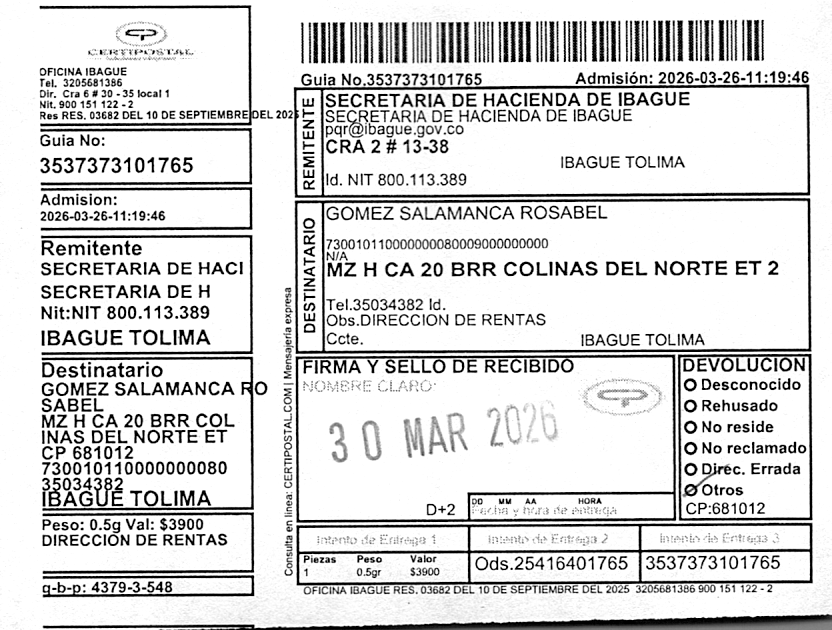 CERTIPOSTAL
OFICINA IBAGUE
Tel. 3205681386
Dir. Cra 6 # 30 - 35 local 1
Nit. 900 151 122 - 2
Res RES. 03682 DEL 10 DE SEPTIEMBRE DEL 2025
Guia No:
3537373101765
Admision:
2026-03-26-11:19:46
Remitente
SECRETARIA DE HACI
SECRETARIA DE H
Nit:NIT 800.113.389
IBAGUE TOLIMA
Destinatario
GOMEZ SALAMANCA RO
SABEL
MZ H CA 20 BRR COL
INAS DEL NORTE ET
CP 681012
7300101100000000080
35034382
IBAGUE TOLIMA
Peso: 0.5g Val: $3900
DIRECCIÓN DE RENTAS
g-b-p: 4379-3-548
Consulta en linea: CERTIPOSTAL.COM | Mensajeria expresa
Guia No.3537373101765 Admisión: 2026-03-26-11:19:46
REMITENTE
SECRETARIA DE HACIENDA DE IBAGUE
SECRETARIA DE HACIENDA DE IBAGUE
pqr@ibague.gov.co
CRA 2 # 13-38
IBAGUE TOLIMA
Id. NIT 800.113.389
DESTINATARIO
GOMEZ SALAMANCA ROSABEL
730010110000000080009000000000
N/A
MZ H CA 20 BRR COLINAS DEL NORTE ET 2
Tel.35034382 Id.
Obs.DIRECCION DE RENTAS
Ccte. IBAGUE TOLIMA
FIRMA Y SELLO DE RECIBIDO
NOMBRE CLARO:
30 MAR 2026
D+2
DD MM AA HORA
Fecha y hora de entrega
DEVOLUCION
Desconocido
Rehusado
No reside
No reclamado
Direc. Errada
Otros
CP:681012
Intento de Entrega 1 Intento de Entrega 2 Intento de Entrega 3
Piezas Peso Valor
1 0.5gr $3900
Ods.25416401765 3537373101765
OFICINA IBAGUE RES. 03682 DEL 10 DE SEPTIEMBRE DEL 2025 3205681386 900 151 122 - 2